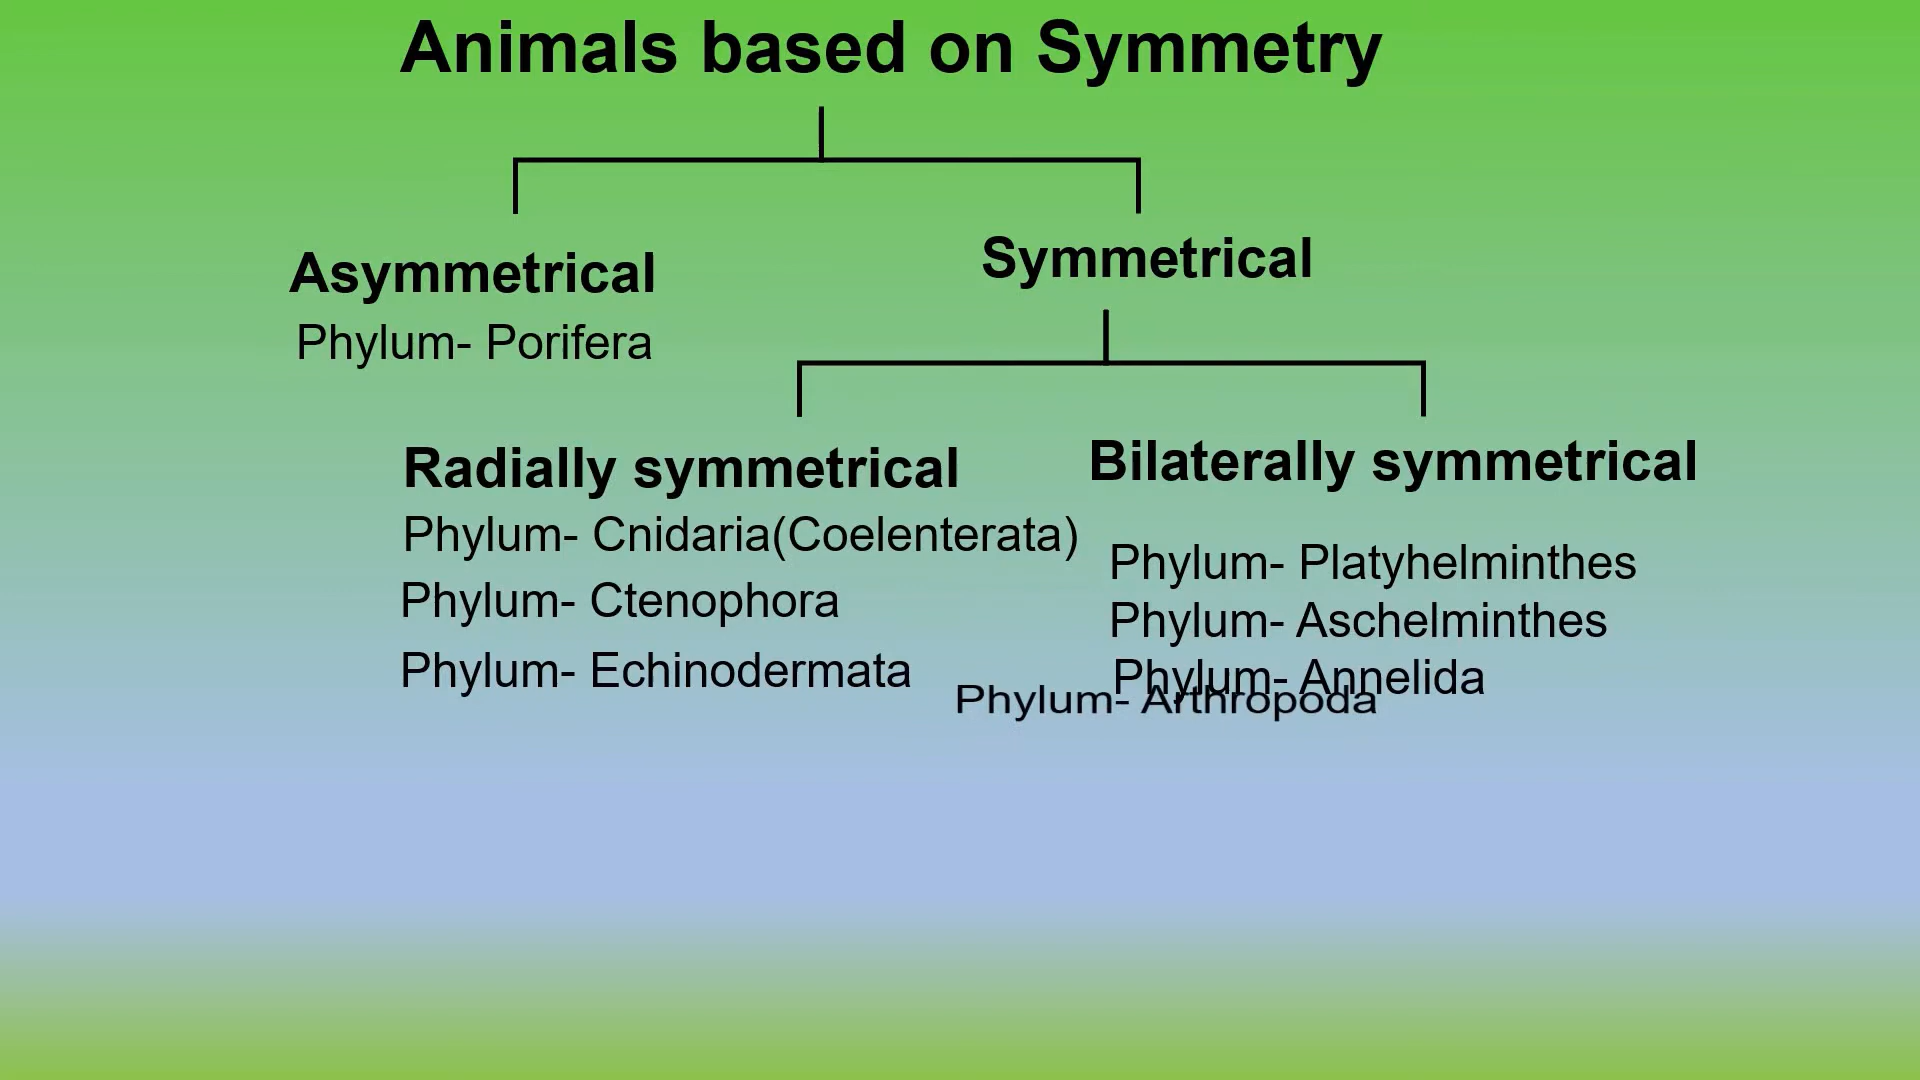 Animals based on Symmetry
Asymmetrical
Phylum- Porifera
Symmetrical
Radially symmetrical
Phylum- Cnidaria(Coelenterata)
Phylum- Ctenophora
Phylum- Echinodermata
Bilaterally symmetrical
Phylum- Platyhelminthes
Phylum- Aschelminthes
Phylum- Annelida
Phylum- Arthropoda